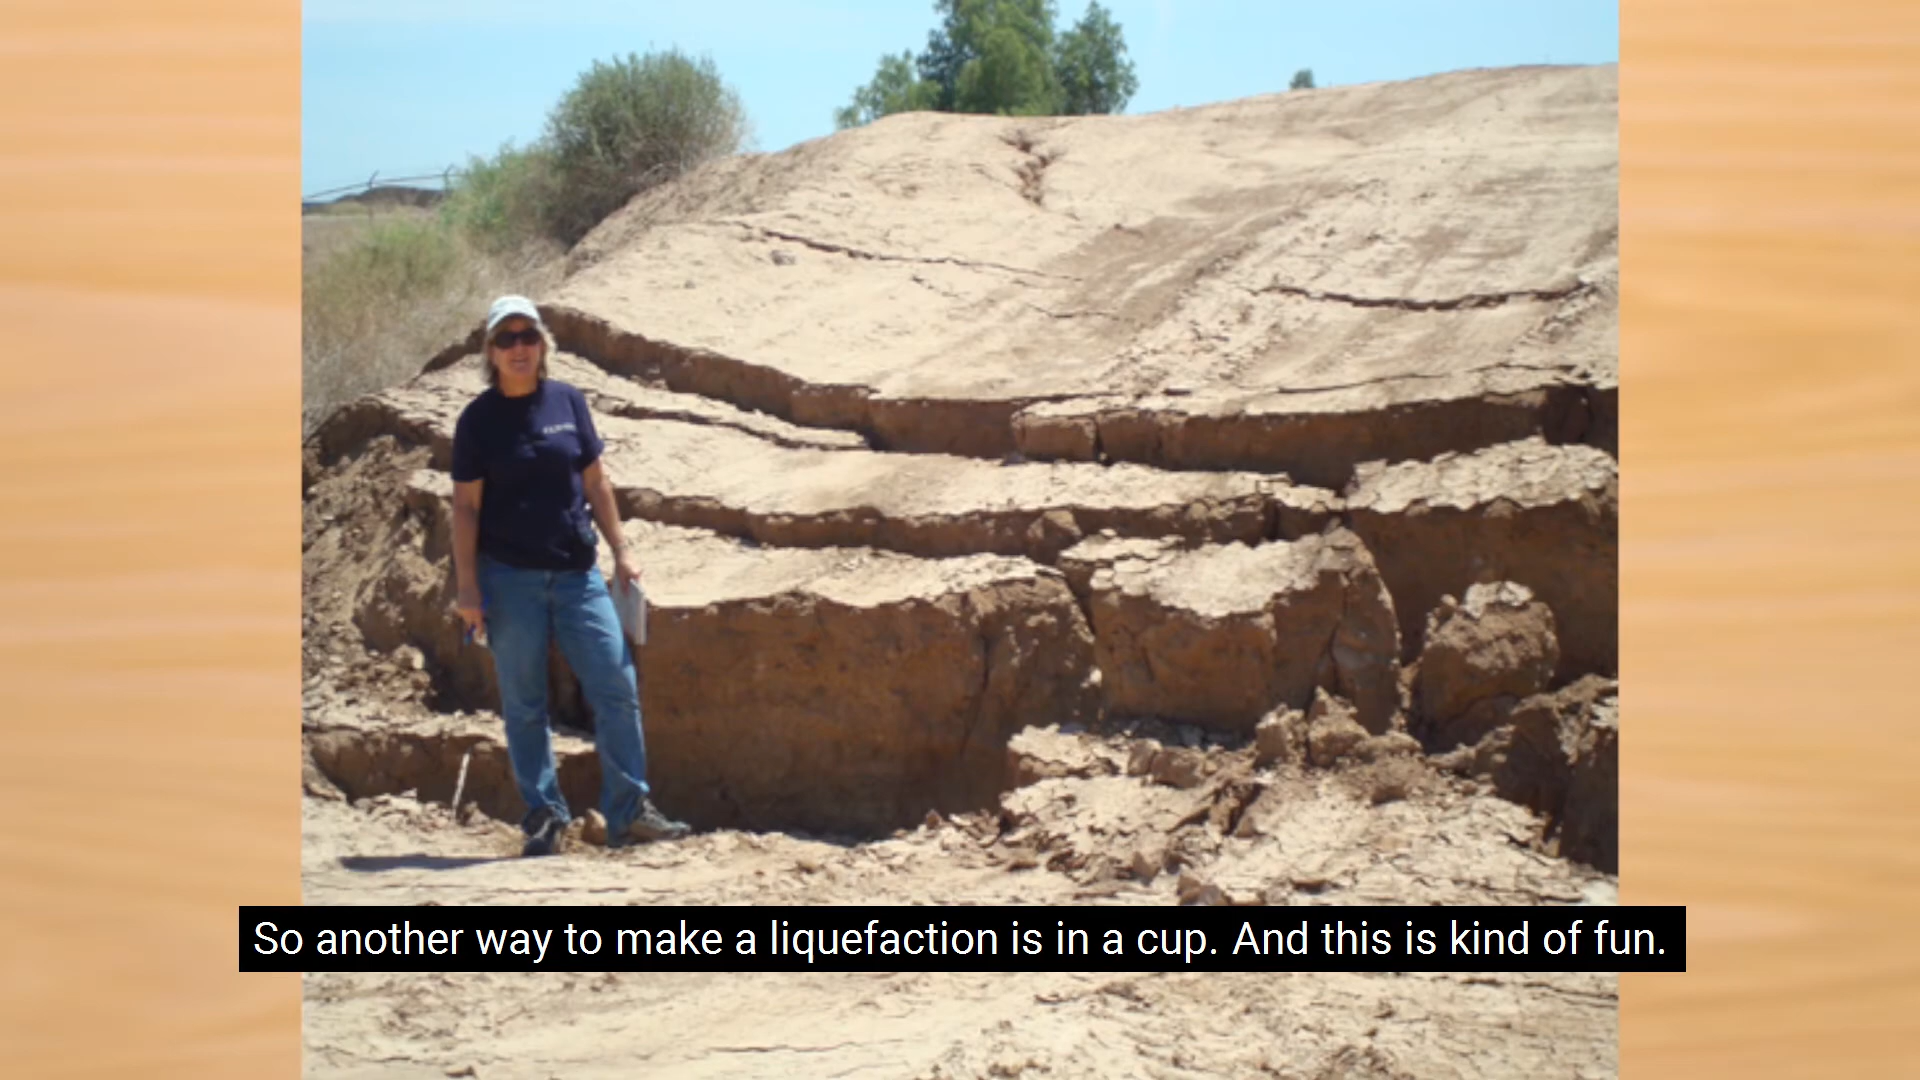 So another way to make a liquefaction is in a cup. And this is kind of fun.